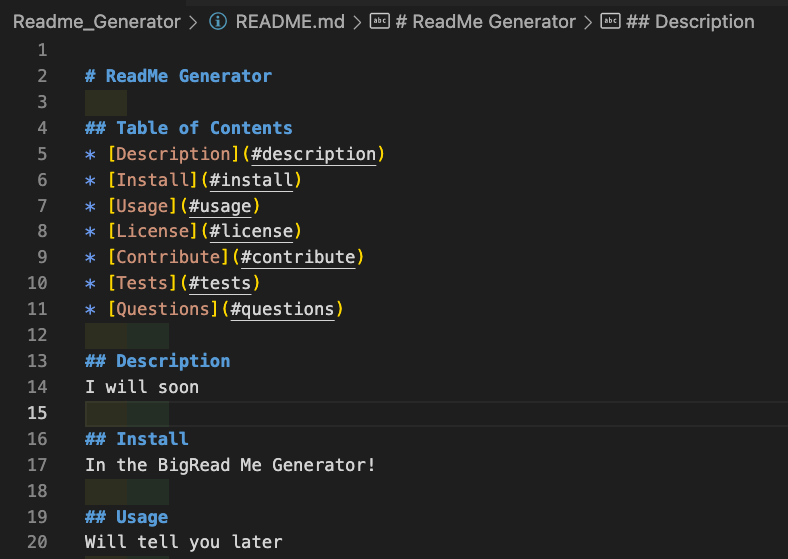 Readme_Generator > README.md > # ReadMe Generator > ## Description
1
2 # ReadMe Generator
3
4 ## Table of Contents
5 * [Description](#description)
6 * [Install](#install)
7 * [Usage](#usage)
8 * [License](#license)
9 * [Contribute](#contribute)
10 * [Tests](#tests)
11 * [Questions](#questions)
12
13 ## Description
14 I will soon
15
16 ## Install
17 In the BigRead Me Generator!
18
19 ## Usage
20 Will tell you later